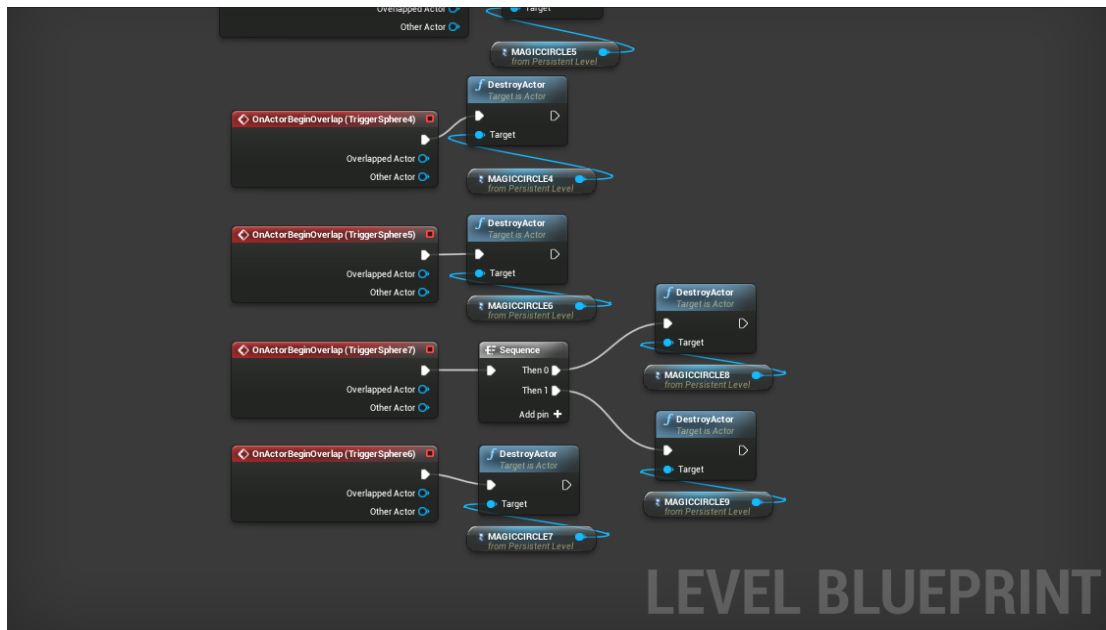 Overlapped Actor
Target
Other Actor
MAGICCIRCLE5
from Persistent Level
DestroyActor
Target is Actor
OnActorBeginOverlap (TriggerSphere4)
Target
Overlapped Actor
Other Actor
MAGICCIRCLE4
from Persistent Level
DestroyActor
Target is Actor
OnActorBeginOverlap (TriggerSphere5)
Target
Overlapped Actor
Other Actor
MAGICCIRCLE6
from Persistent Level
DestroyActor
Target is Actor
Target
MAGICCIRCLE8
from Persistent Level
OnActorBeginOverlap (TriggerSphere7)
Sequence
Then 0
Then 1
Add pin
Overlapped Actor
Other Actor
DestroyActor
Target is Actor
Target
MAGICCIRCLE9
from Persistent Level
OnActorBeginOverlap (TriggerSphere6)
DestroyActor
Target is Actor
Target
Overlapped Actor
Other Actor
MAGICCIRCLE7
from Persistent Level
LEVEL BLUEPRINT